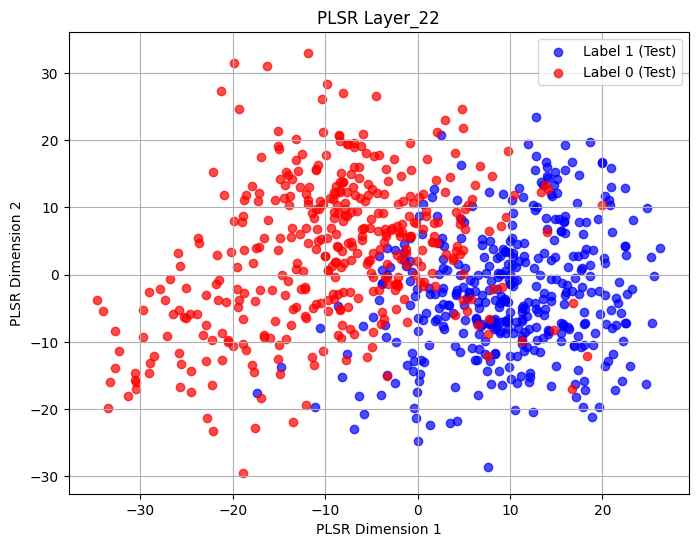 PLSR Layer_22
Label 1 (Test)
Label 0 (Test)
PLSR Dimension 2
30
20
10
0
−10
−20
−30
−30
−20
−10
0
10
20
PLSR Dimension 1